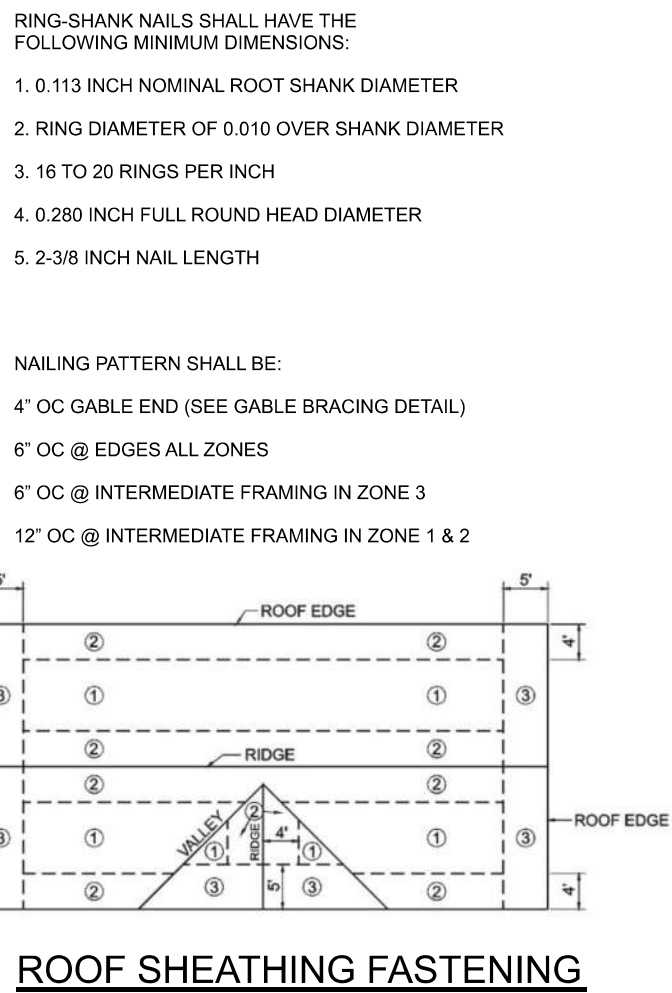 RING-SHANK NAILS SHALL HAVE THE
FOLLOWING MINIMUM DIMENSIONS:
1. 0.113 INCH NOMINAL ROOT SHANK DIAMETER
2. RING DIAMETER OF 0.010 OVER SHANK DIAMETER
3. 16 TO 20 RINGS PER INCH
4. 0.280 INCH FULL ROUND HEAD DIAMETER
5. 2-3/8 INCH NAIL LENGTH
NAILING PATTERN SHALL BE:
4” OC GABLE END (SEE GABLE BRACING DETAIL)
6” OC @ EDGES ALL ZONES
6” OC @ INTERMEDIATE FRAMING IN ZONE 3
12” OC @ INTERMEDIATE FRAMING IN ZONE 1 & 2
5' 5'
ROOF EDGE
2 2 4'
3 1 1 3
2 2
RIDGE
2 2
2
VALLEY RIDGE 4' ROOF EDGE
3 1 1 1 1 3
2 3 5' 3 2 4'
ROOF SHEATHING FASTENING